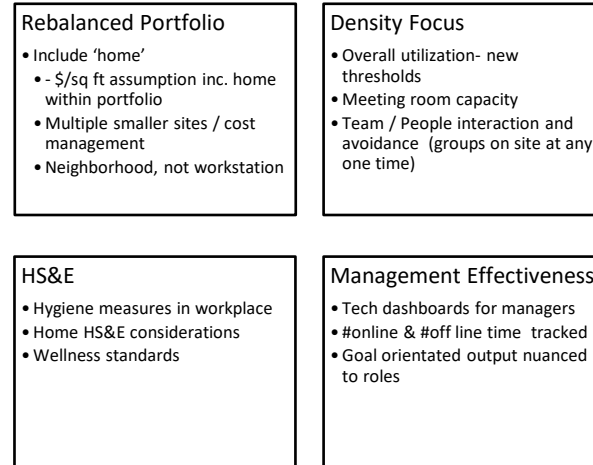 Rebalanced Portfolio
• Include ‘home’
• - $/sq ft assumption inc. home
within portfolio
• Multiple smaller sites / cost
management
• Neighborhood, not workstation
Density Focus
• Overall utilization- new
thresholds
• Meeting room capacity
• Team / People interaction and
avoidance (groups on site at any
one time)
HS&E
• Hygiene measures in workplace
• Home HS&E considerations
• Wellness standards
Management Effectiveness
• Tech dashboards for managers
• #online & #off line time tracked
• Goal orientated output nuanced
to roles